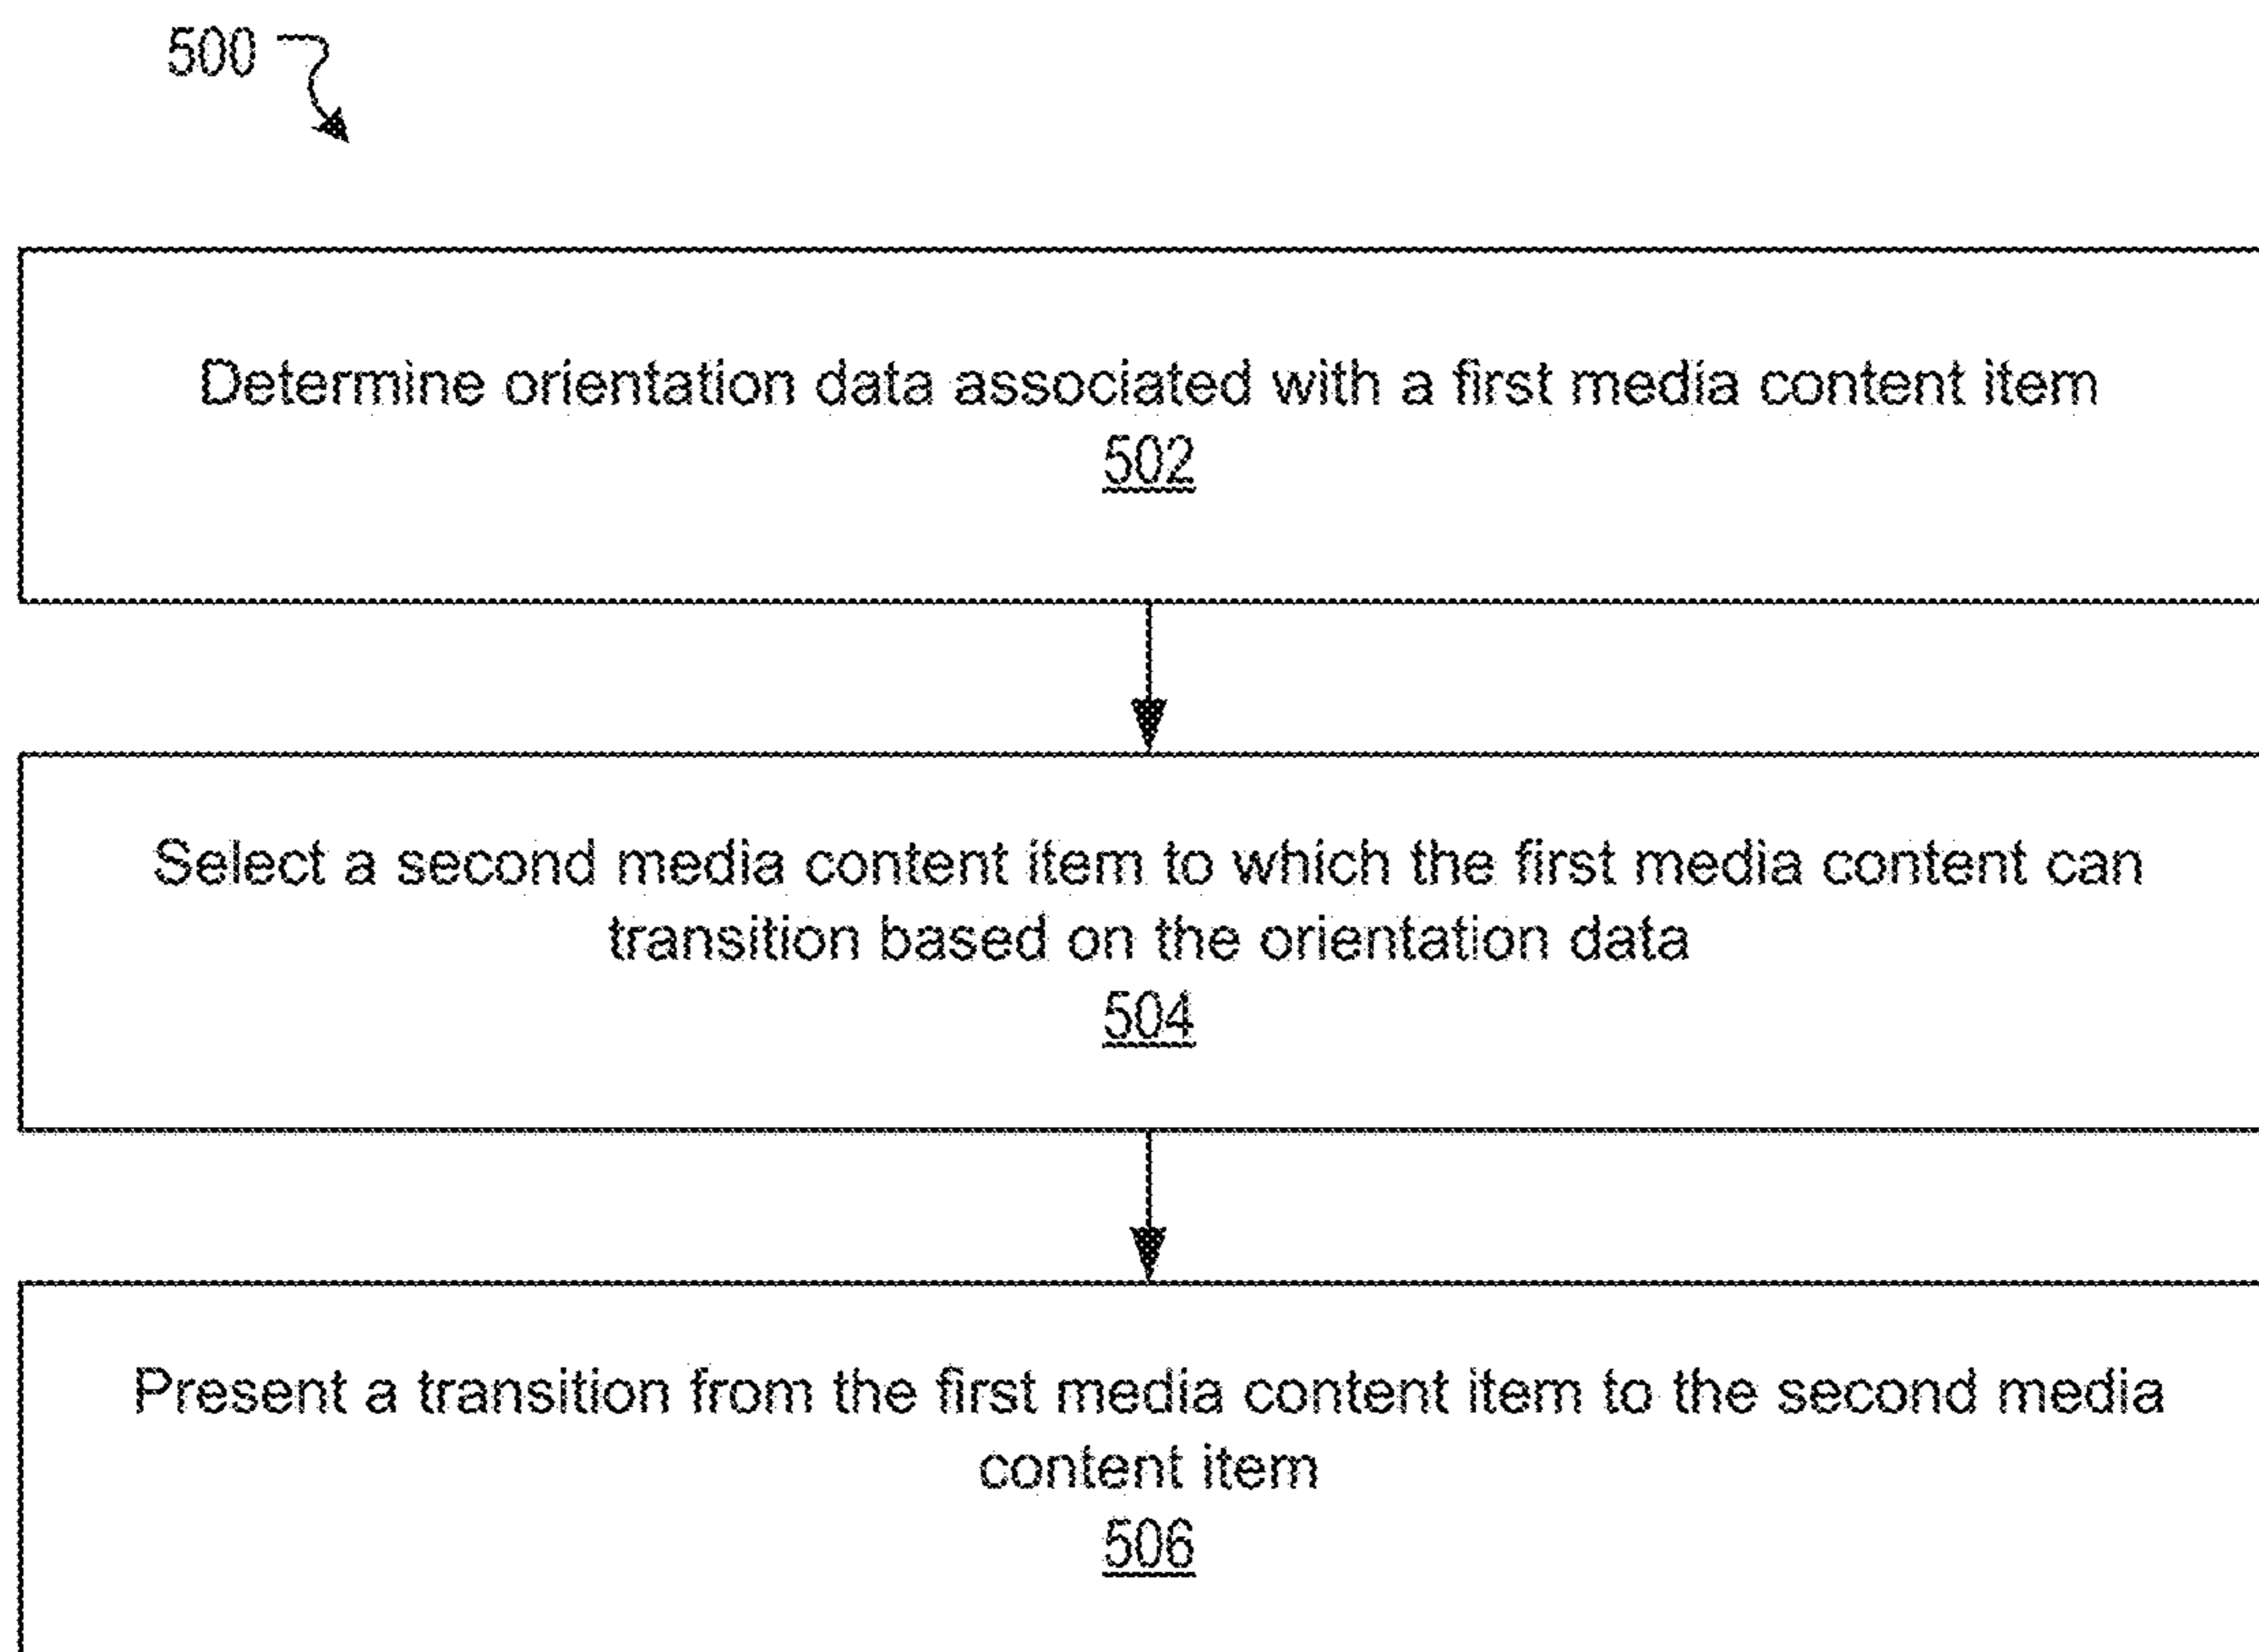 500
Determine orientation data associated with a first media content item
502
Select a second media content item to which the first media content can
transition based on the orientation data
504
Present a transition from the first media content item to the second media
content item
506